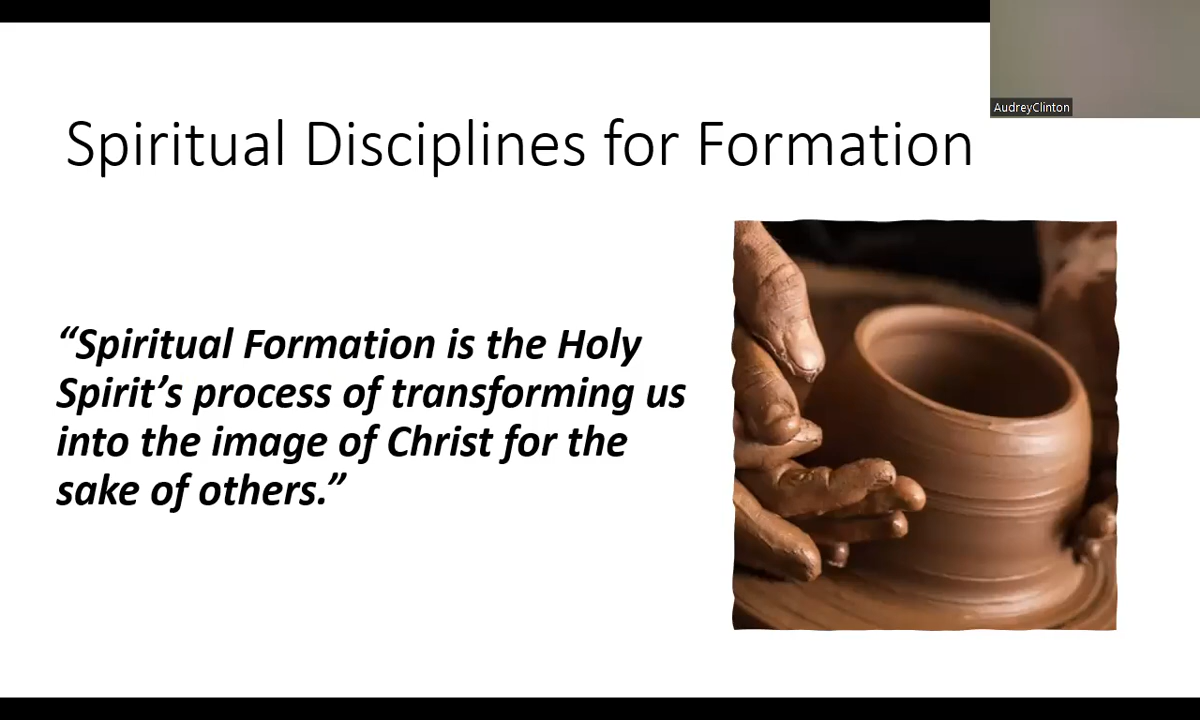 AudreyClinton
Spiritual Disciplines for Formation
“Spiritual Formation is the Holy
Spirit’s process of transforming us
into the image of Christ for the
sake of others.”